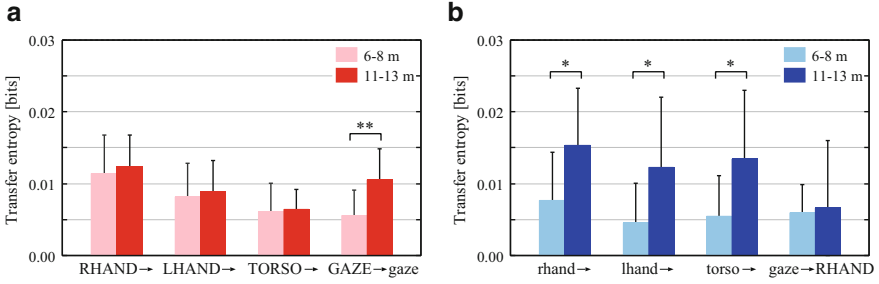 a
Transfer entropy [bits]
0.03
0.02
0.01
0.00
6-8 m
11-13 m
**
RHAND→ LHAND→ TORSO→ GAZE→gaze
b
Transfer entropy [bits]
0.03
0.02
0.01
0.00
6-8 m
11-13 m
* * *
rhand→ lhand→ torso→ gaze→RHAND